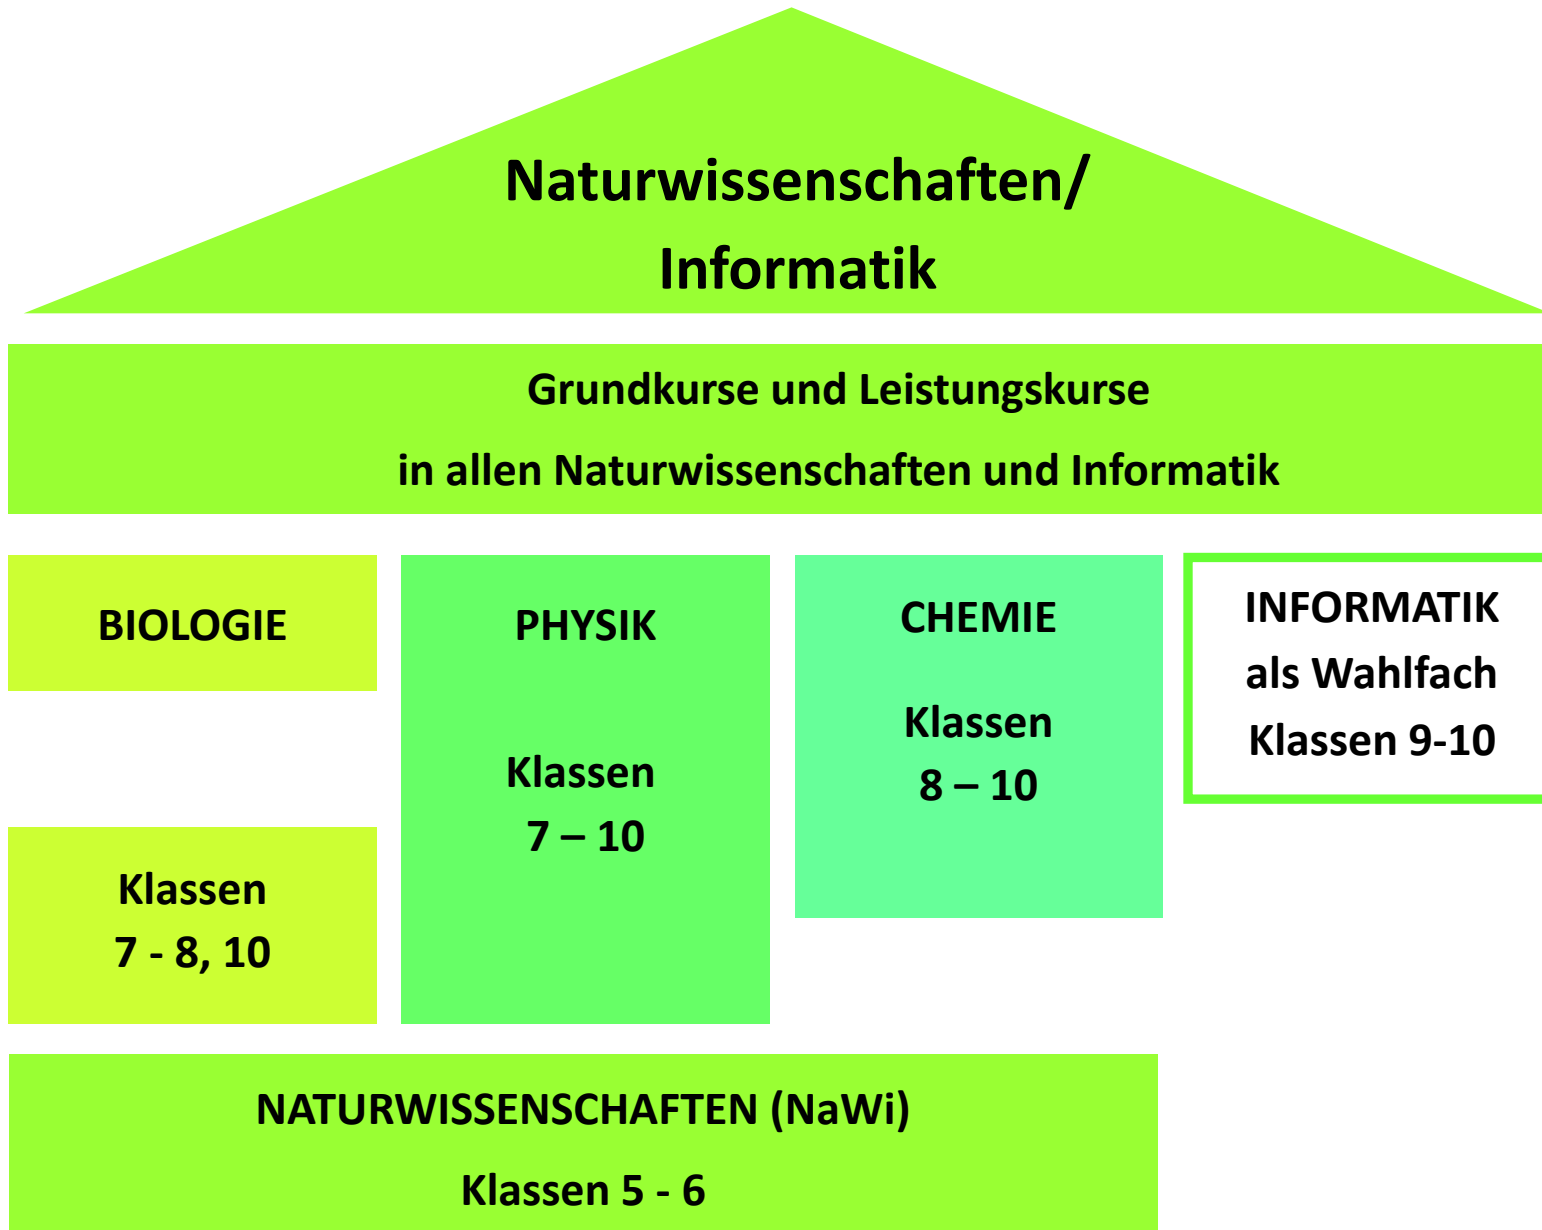 Naturwissenschaften/
Informatik
Grundkurse und Leistungskurse
in allen Naturwissenschaften und Informatik
BIOLOGIE
Klassen
7 - 8, 10
PHYSIK
Klassen
7 – 10
CHEMIE
Klassen
8 – 10
INFORMATIK
als Wahlfach
Klassen 9-10
NATURWISSENSCHAFTEN (NaWi)
Klassen 5 - 6